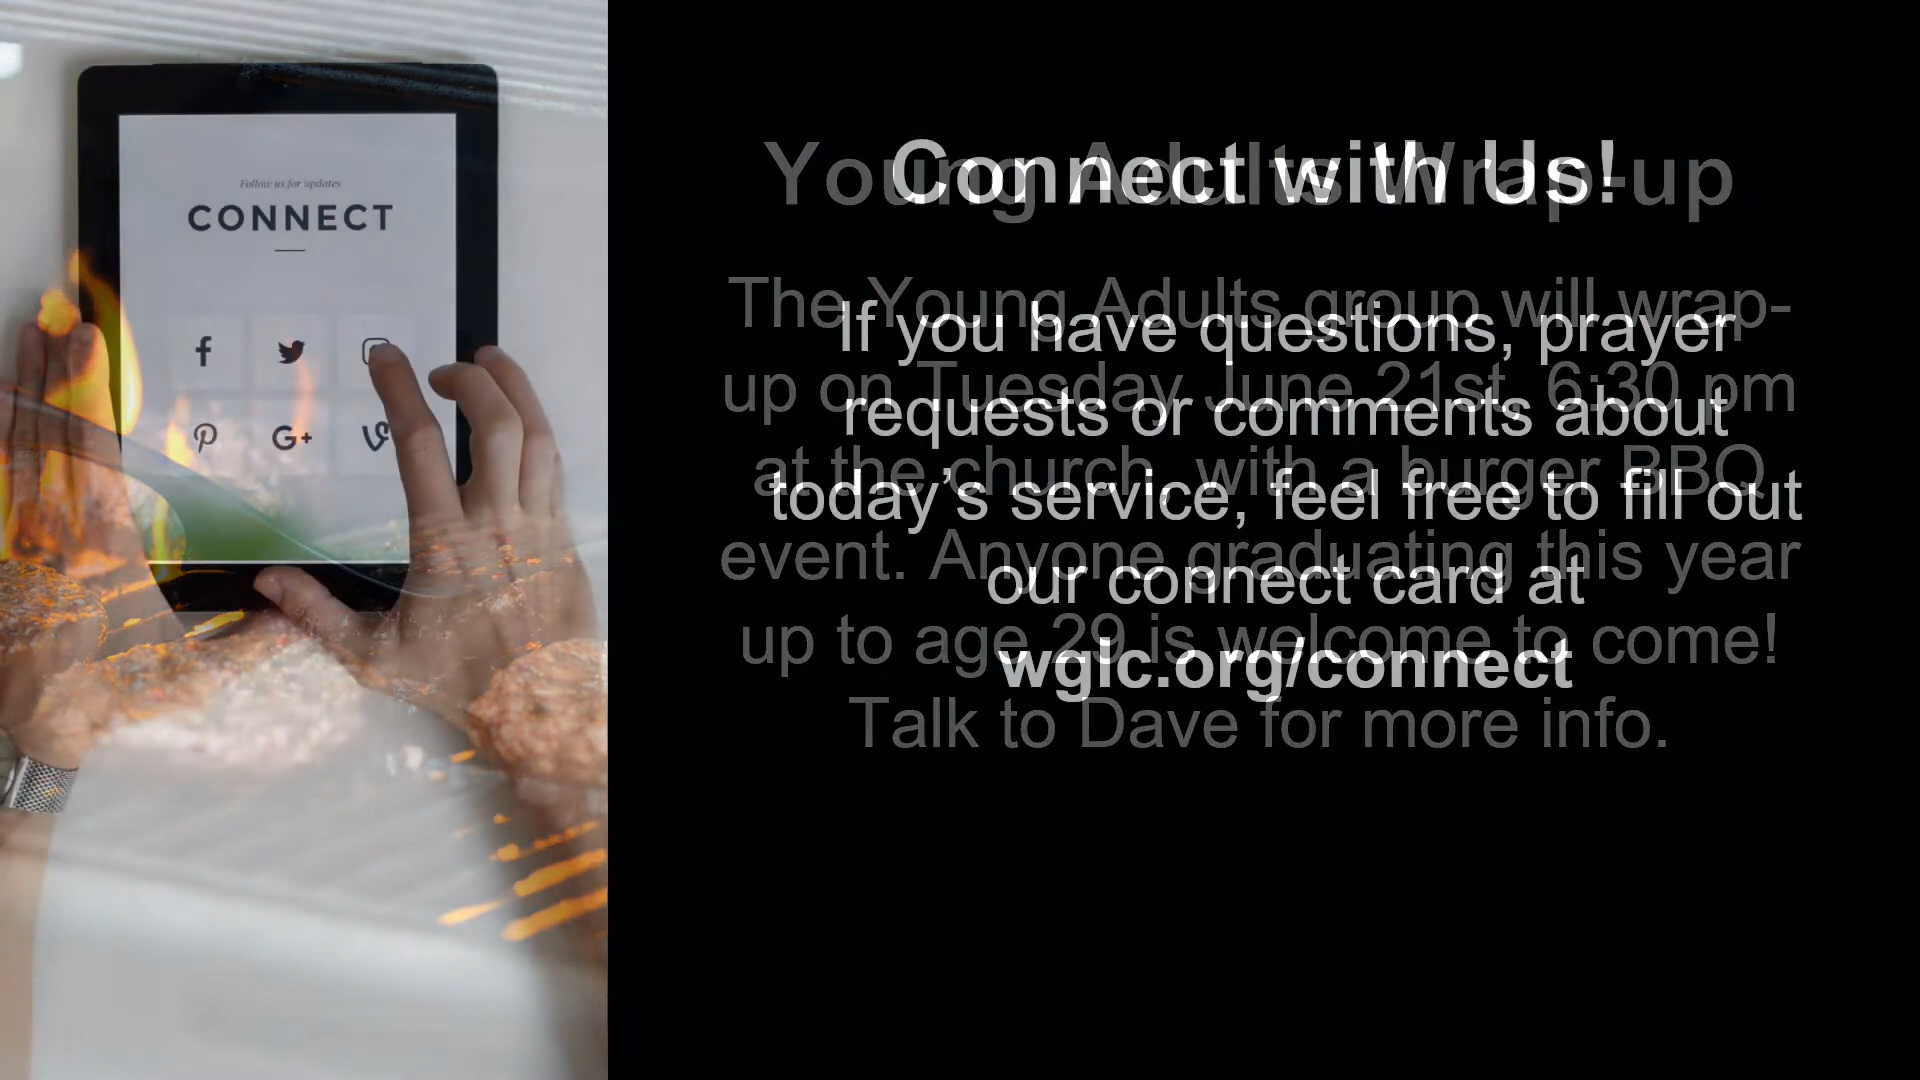 Follow us for updates
CONNECT
G+
Connect with Us!
If you have questions, prayer
requests or comments about
today’s service, feel free to fill out
our connect card at
wgic.org/connect
Young Adults Wrap-up
The Young Adults group will wrap-
up on Tuesday June 21st, 6:30 pm
at the church, with a burger BBQ
event. Anyone graduating this year
up to age 29 is welcome to come!
Talk to Dave for more info.